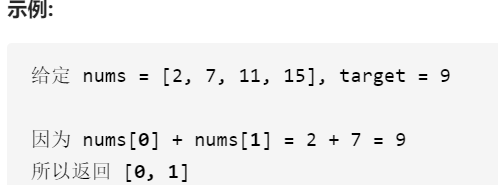 示例:
给定 nums = [2, 7, 11, 15], target = 9
因为 nums[0] + nums[1] = 2 + 7 = 9
所以返回 [0, 1]